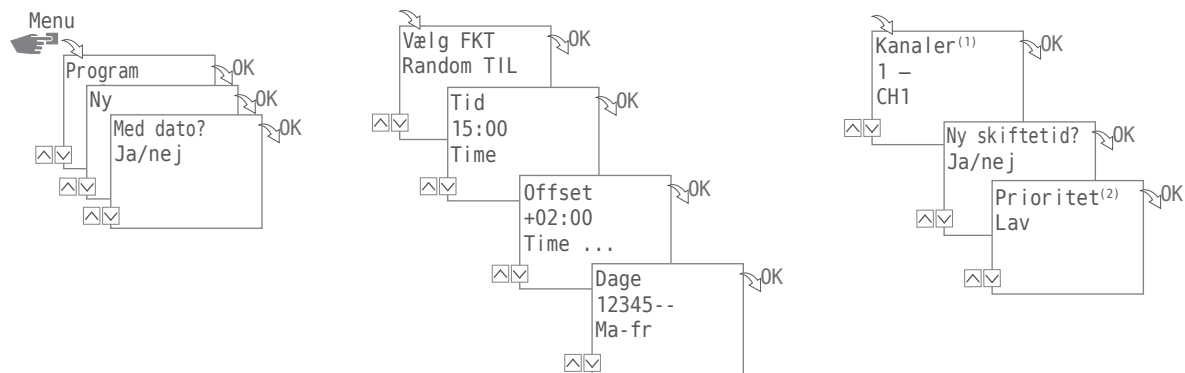 Menu
Program
OK
Ny
OK
Med dato?
Ja/nej
OK
Vælg FKT
Random TIL
OK
Tid
15:00
Time
OK
Offset
+02:00
Time ...
OK
Dage
12345--
Ma-fr
OK
Kanaler(1)
1 –
CH1
OK
Ny skiftetid?
Ja/nej
OK
Prioritet(2)
Lav
OK